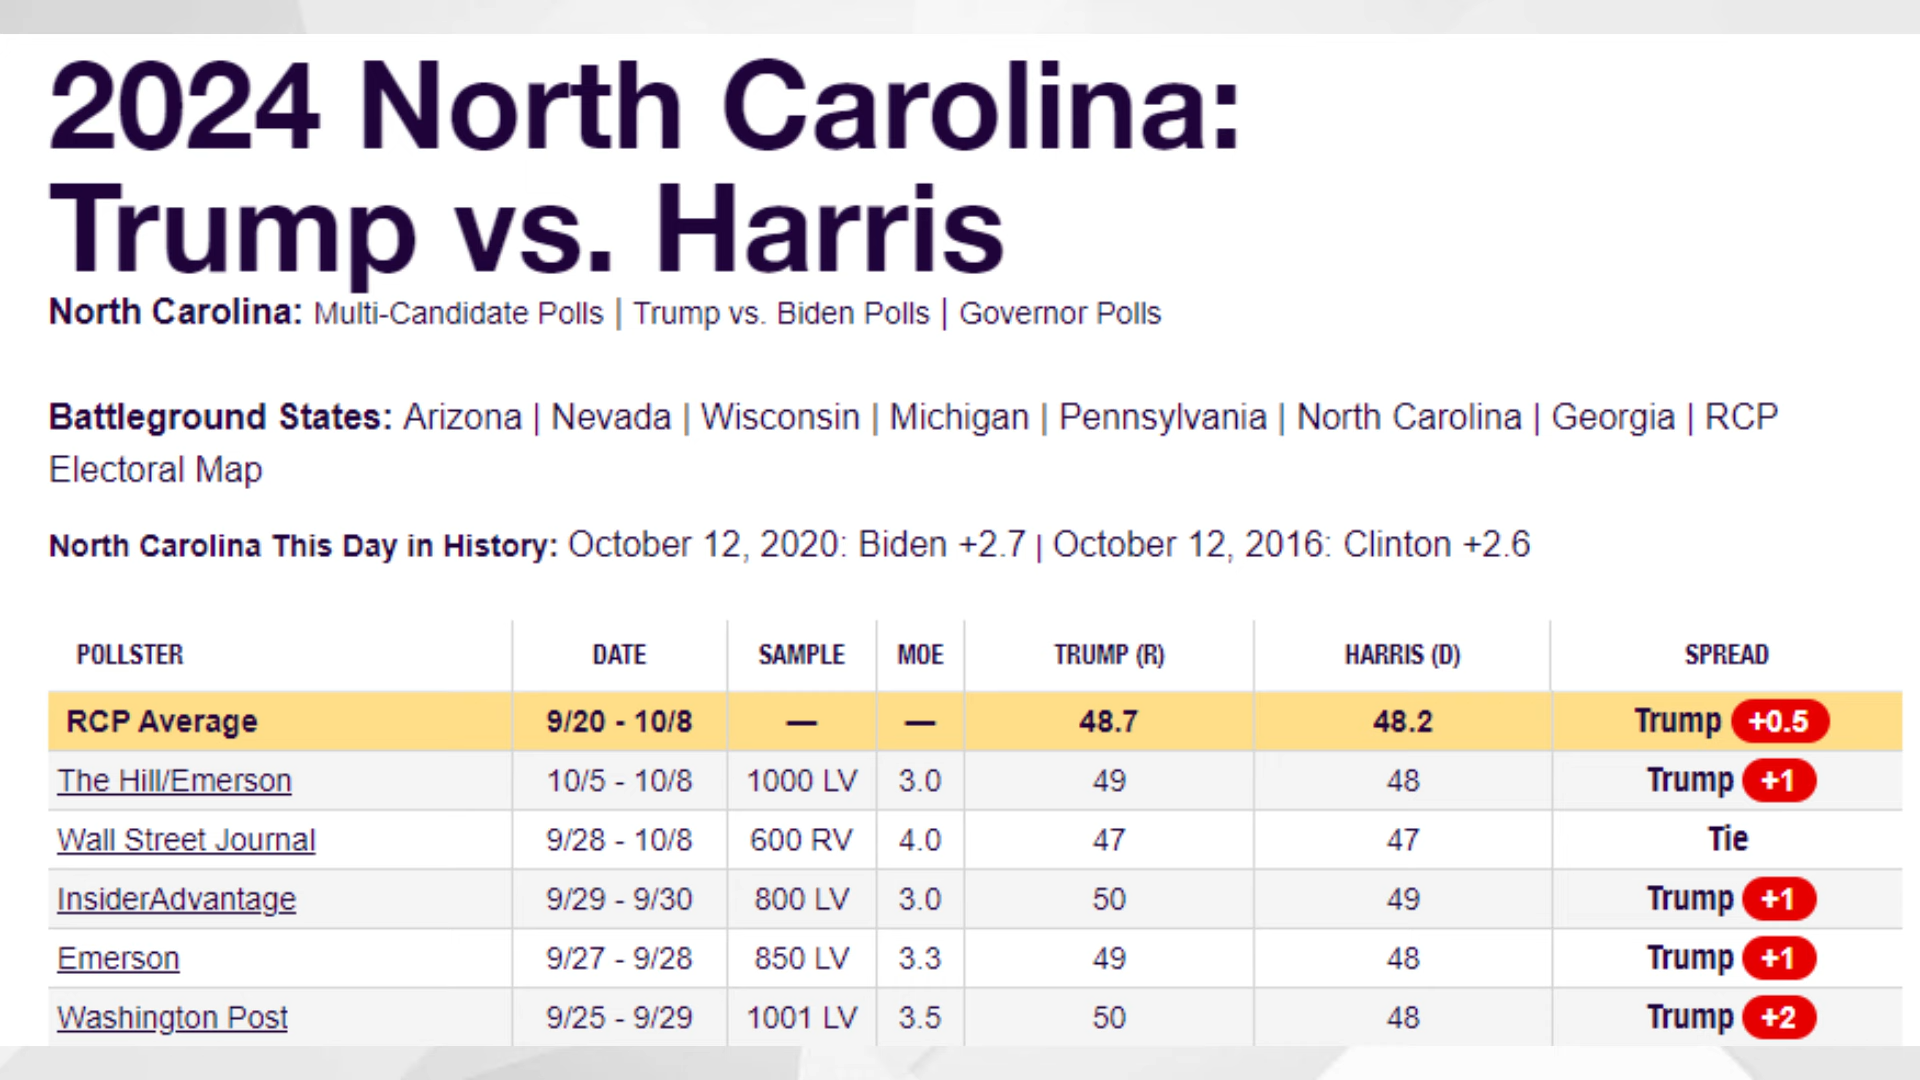 2024 North Carolina:
Trump vs. Harris
North Carolina: Multi-Candidate Polls | Trump vs. Biden Polls | Governor Polls
Battleground States: Arizona | Nevada | Wisconsin | Michigan | Pennsylvania | North Carolina | Georgia | RCP
Electoral Map
North Carolina This Day in History: October 12, 2020: Biden +2.7 | October 12, 2016: Clinton +2.6
POLLSTER DATE SAMPLE MOE TRUMP (R) HARRIS (D) SPREAD
RCP Average 9/20 - 10/8 — — 48.7 48.2 Trump +0.5
The Hill/Emerson 10/5 - 10/8 1000 LV 3.0 49 48 Trump +1
Wall Street Journal 9/28 - 10/8 600 RV 4.0 47 47 Tie
InsiderAdvantage 9/29 - 9/30 800 LV 3.0 50 49 Trump +1
Emerson 9/27 - 9/28 850 LV 3.3 49 48 Trump +1
Washington Post 9/25 - 9/29 1001 LV 3.5 50 48 Trump +2